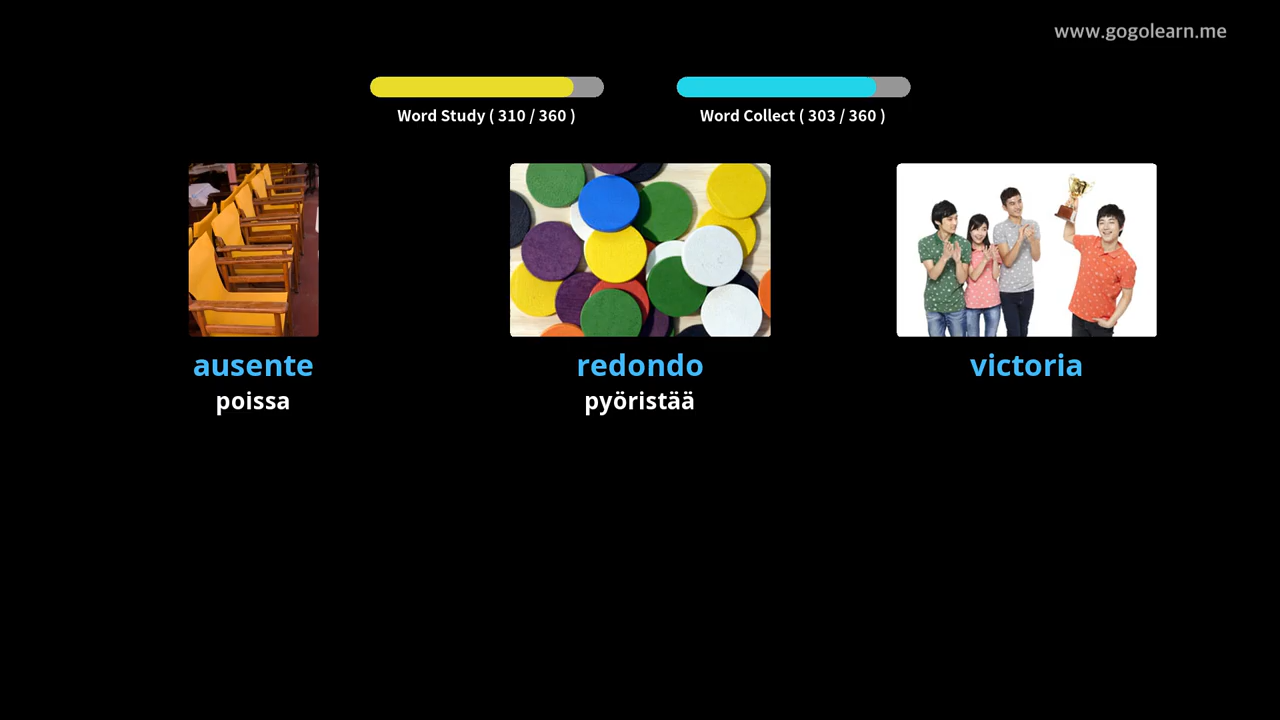 www.gogolearn.me
Word Study ( 310 / 360 )
Word Collect ( 303 / 360 )
ausente
poissa
redondo
pyöristää
victoria